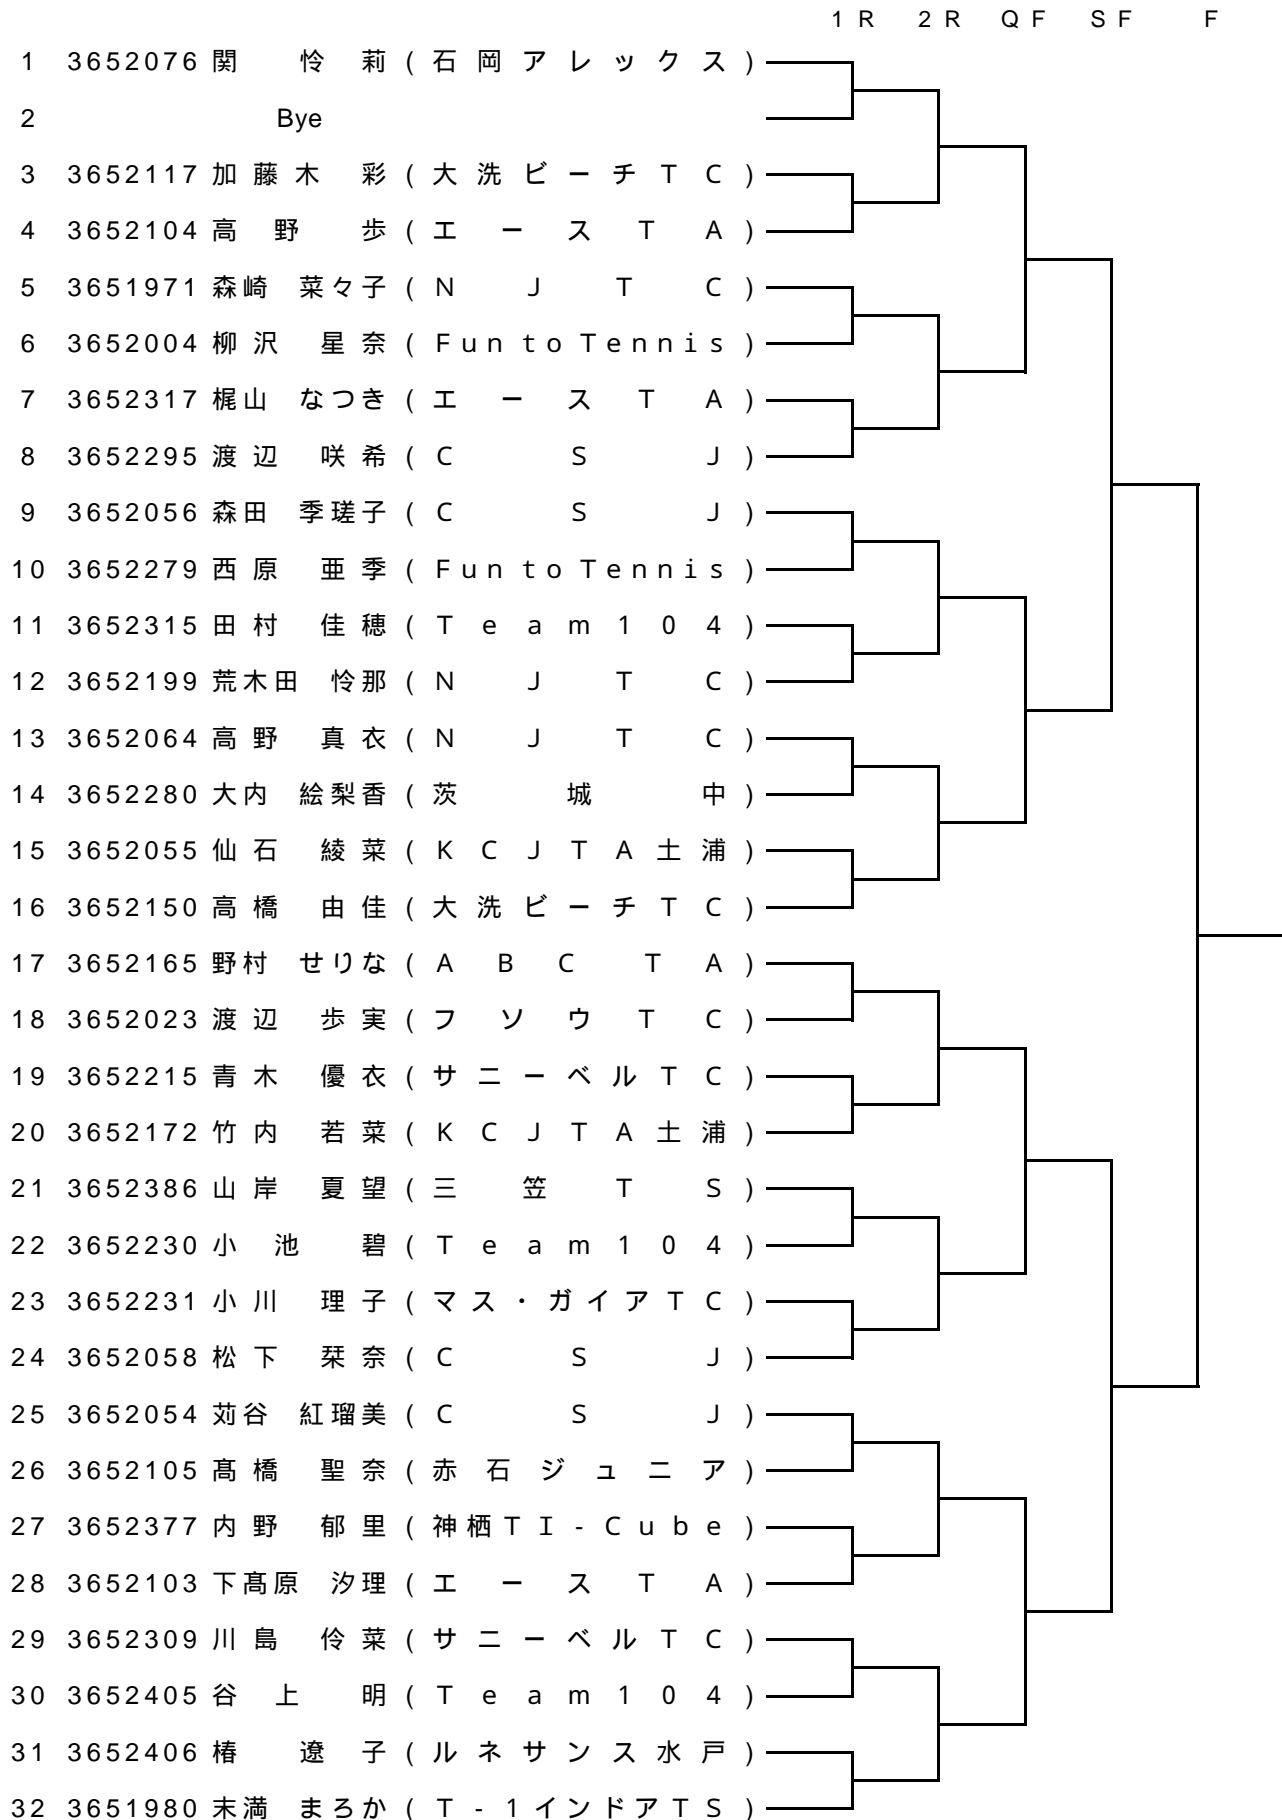 1R 2R QF SF F
1 3652076 関 怜莉 (石岡アレックス)
2 Bye
3 3652117 加藤木 彩 (大洗ビーチTC)
4 3652104 高野 歩 (エースTA)
5 3651971 森崎 菜々子 (NJTC)
6 3652004 柳沢 星奈 (Fun to Tennis)
7 3652317 梶山 なつき (エースTA)
8 3652295 渡辺 咲希 (CSJ)
9 3652056 森田 季瑳子 (CSJ)
10 3652279 西原 亜季 (Fun to Tennis)
11 3652315 田村 佳穂 (Team104)
12 3652199 荒木田 怜那 (NJTC)
13 3652064 高野 真衣 (NJTC)
14 3652280 大内 絵梨香 (茨城中)
15 3652055 仙石 綾菜 (KCJTA土浦)
16 3652150 高橋 由佳 (大洗ビーチTC)
17 3652165 野村 せりな (ABC TA)
18 3652023 渡辺 歩実 (フソウTC)
19 3652215 青木 優衣 (サニーベルTC)
20 3652172 竹内 若菜 (KCJTA土浦)
21 3652386 山岸 夏望 (三笠TS)
22 3652230 小池 碧 (Team104)
23 3652231 小川 理子 (マス・ガイアTC)
24 3652058 松下 栞奈 (CSJ)
25 3652054 苅谷 紅瑠美 (CSJ)
26 3652105 髙橋 聖奈 (赤石ジュニア)
27 3652377 内野 郁里 (神栖TI-Cube)
28 3652103 下髙原 汐理 (エースTA)
29 3652309 川島 伶菜 (サニーベルTC)
30 3652405 谷上 明 (Team104)
31 3652406 椿 遼子 (ルネサンス水戸)
32 3651980 末満 まろか (T-1インドアTS)